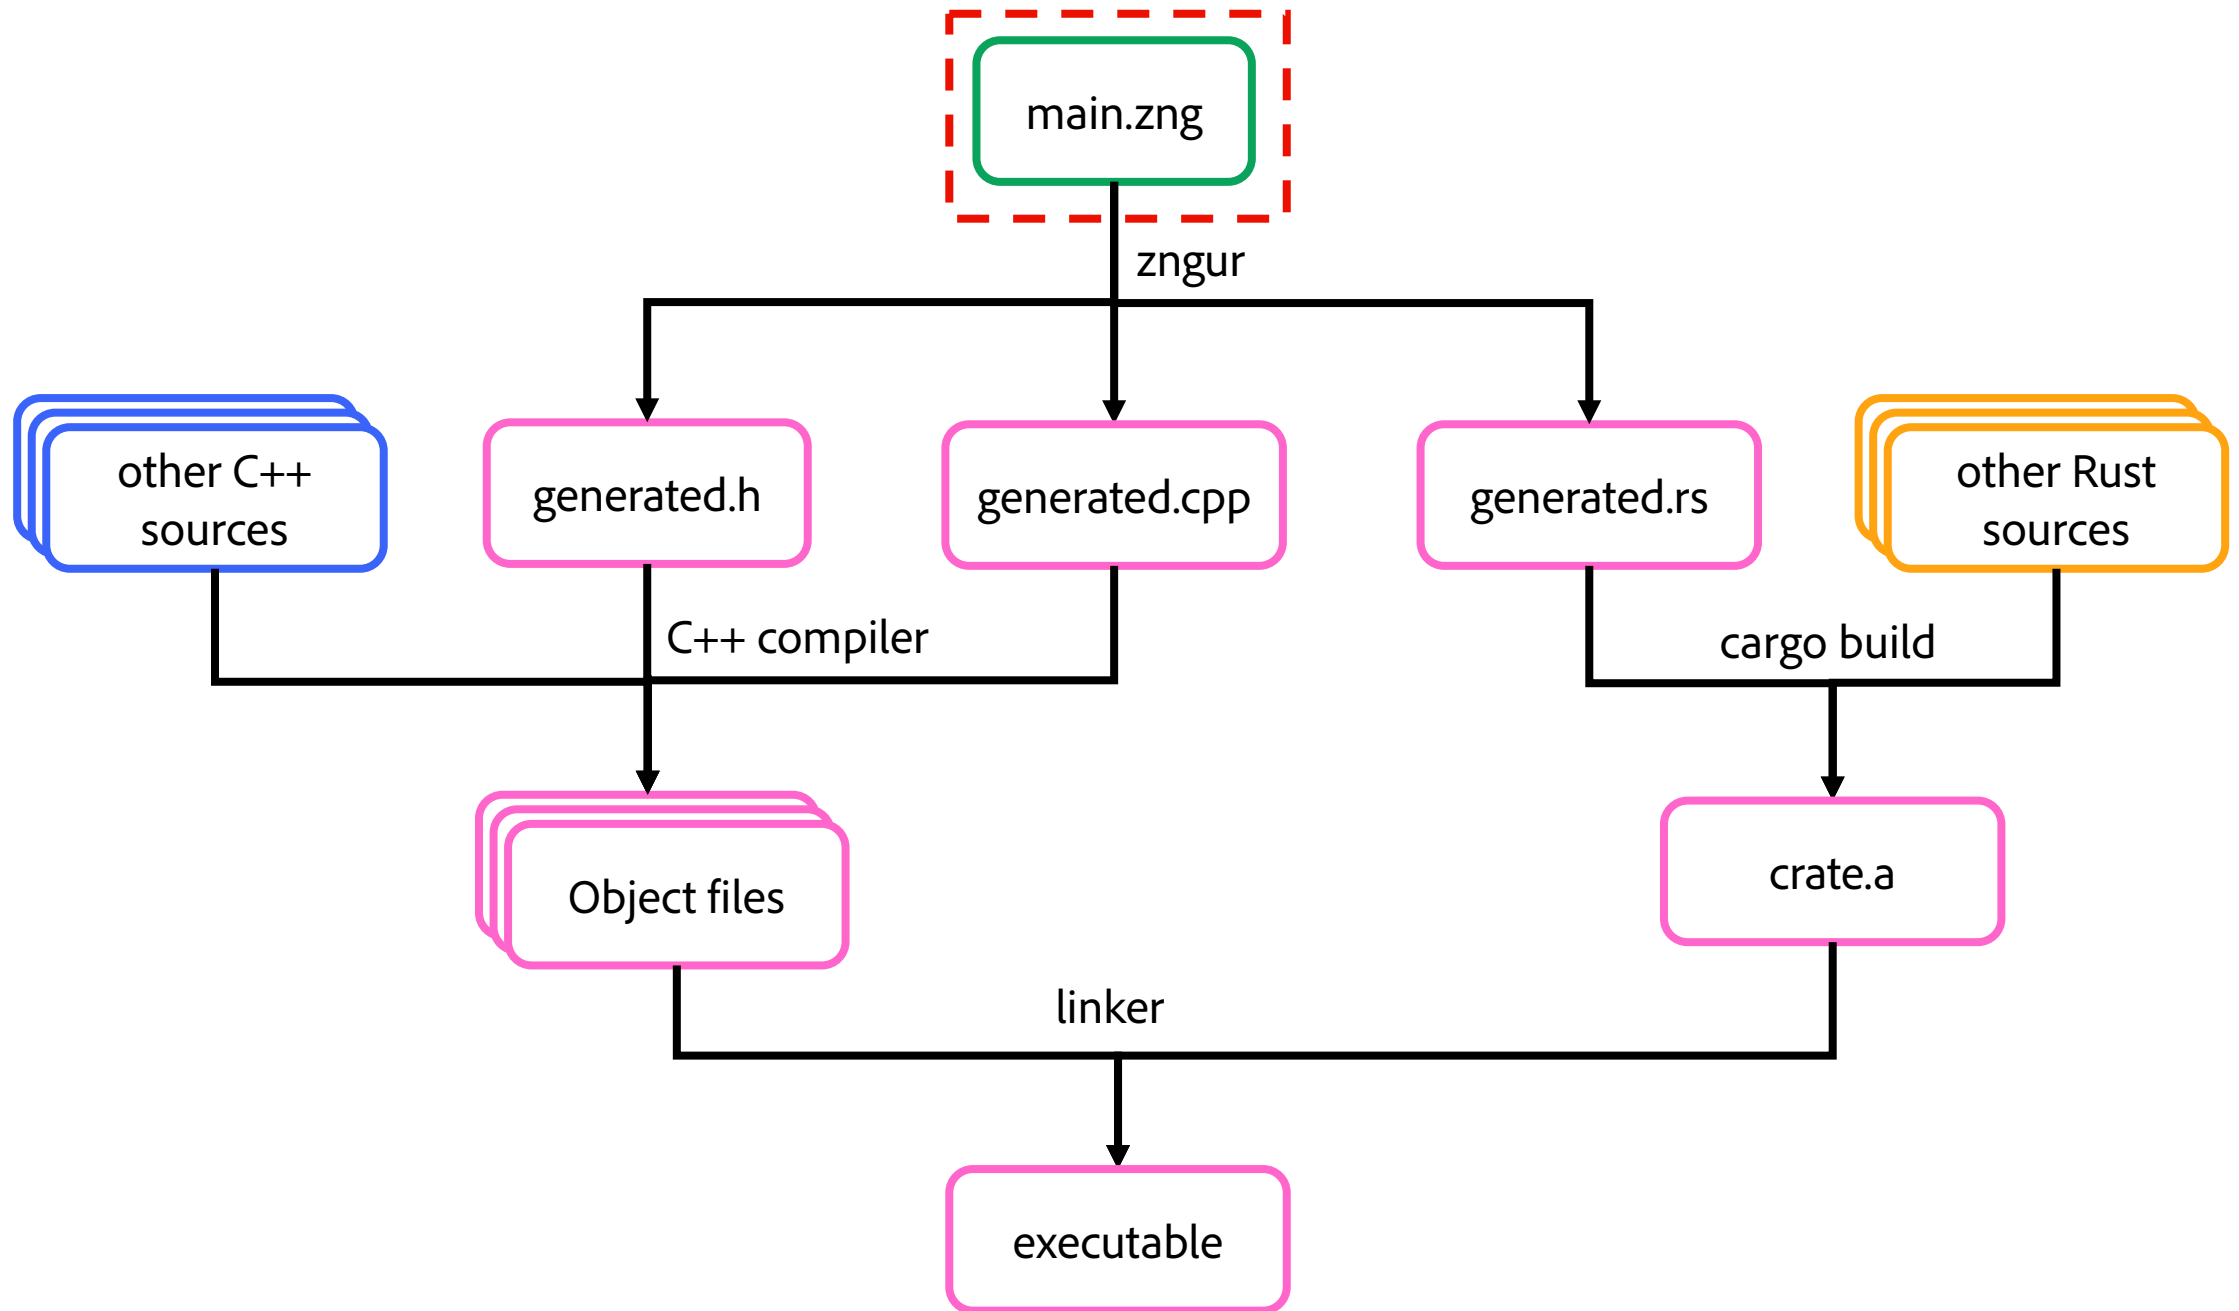 main.zng
zngur
other C++
sources
generated.h
generated.cpp
generated.rs
other Rust
sources
C++ compiler
cargo build
Object files
crate.a
linker
executable